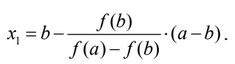 x₁ = b − f(b) / (f(a) − f(b)) · (a − b).